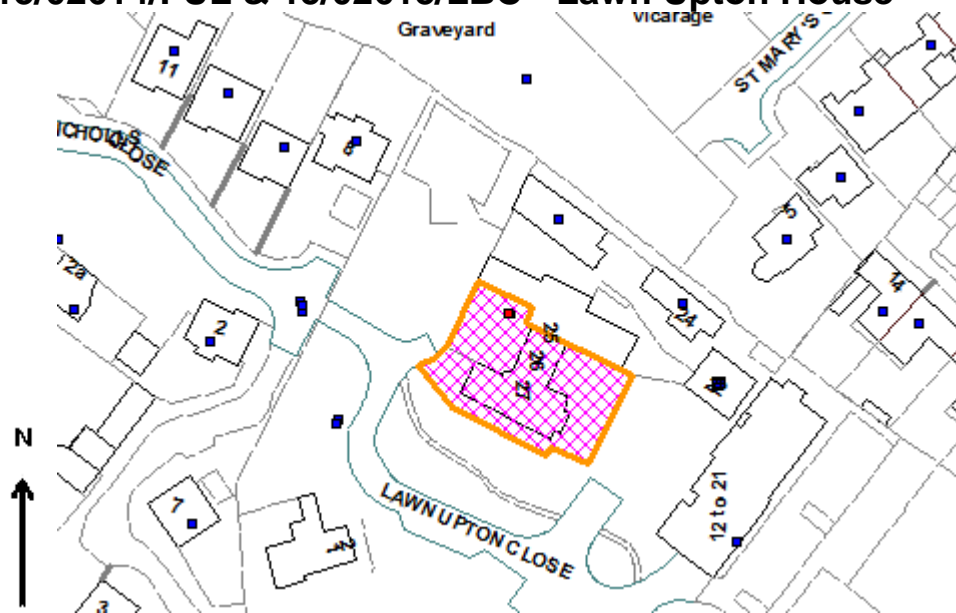 Lawn Upton House
Graveyard
vicarage
ST MARY'S
11
8
CLOSE
2a
2
5
14
24
25
26
27
N
7
LAWN UPTON CLOSE
12 to 21
3